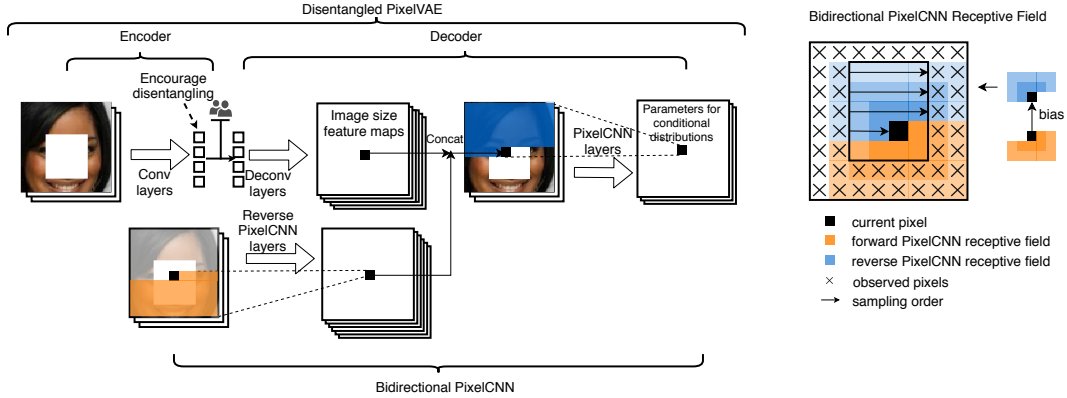 Disentangled PixelVAE
Encoder
Decoder
Encourage
disentangling
Conv
layers
Deconv
layers
Image size
feature maps
Concat
PixelCNN
layers
Parameters for
conditional
distributions
Reverse
PixelCNN
layers
Bidirectional PixelCNN
Bidirectional PixelCNN Receptive Field
bias
current pixel
forward PixelCNN receptive field
reverse PixelCNN receptive field
observed pixels
sampling order